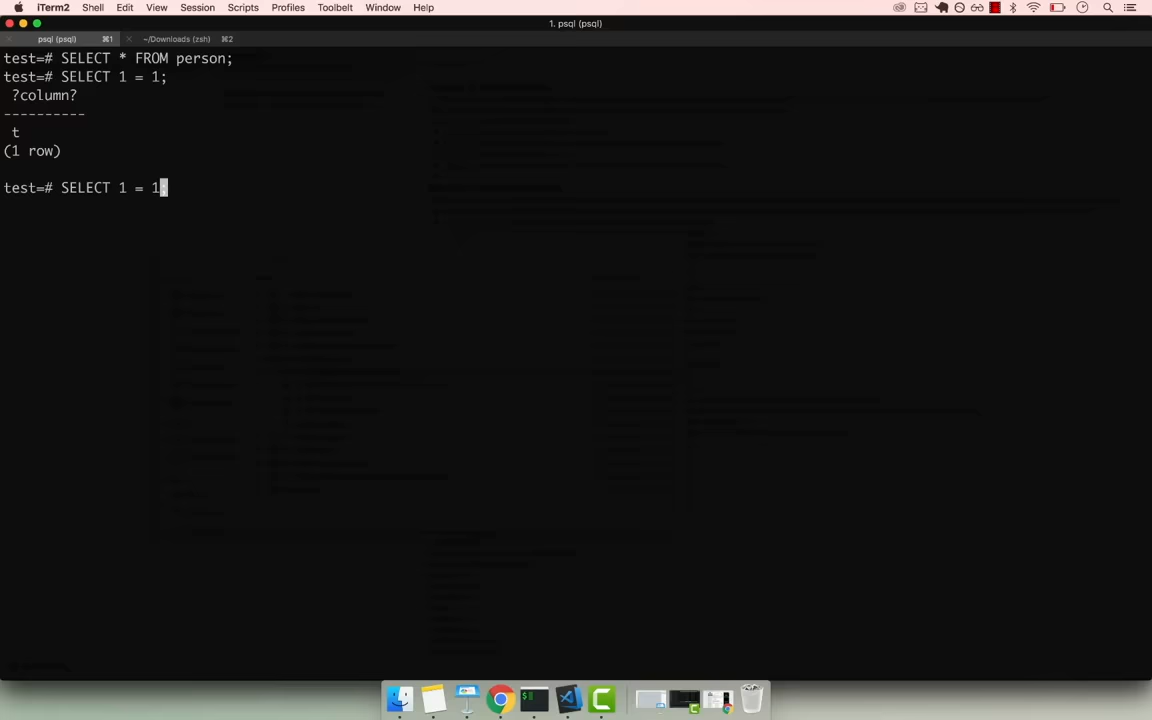 iTerm2 Shell Edit View Session Scripts Profiles Toolbelt Window Help
1. psql (psql)
psql (psql) ⌘1 ~/Downloads (zsh) ⌘2
test=# SELECT * FROM person;
test=# SELECT 1 = 1;
 ?column?
----------
 t
(1 row)
test=# SELECT 1 = 1;